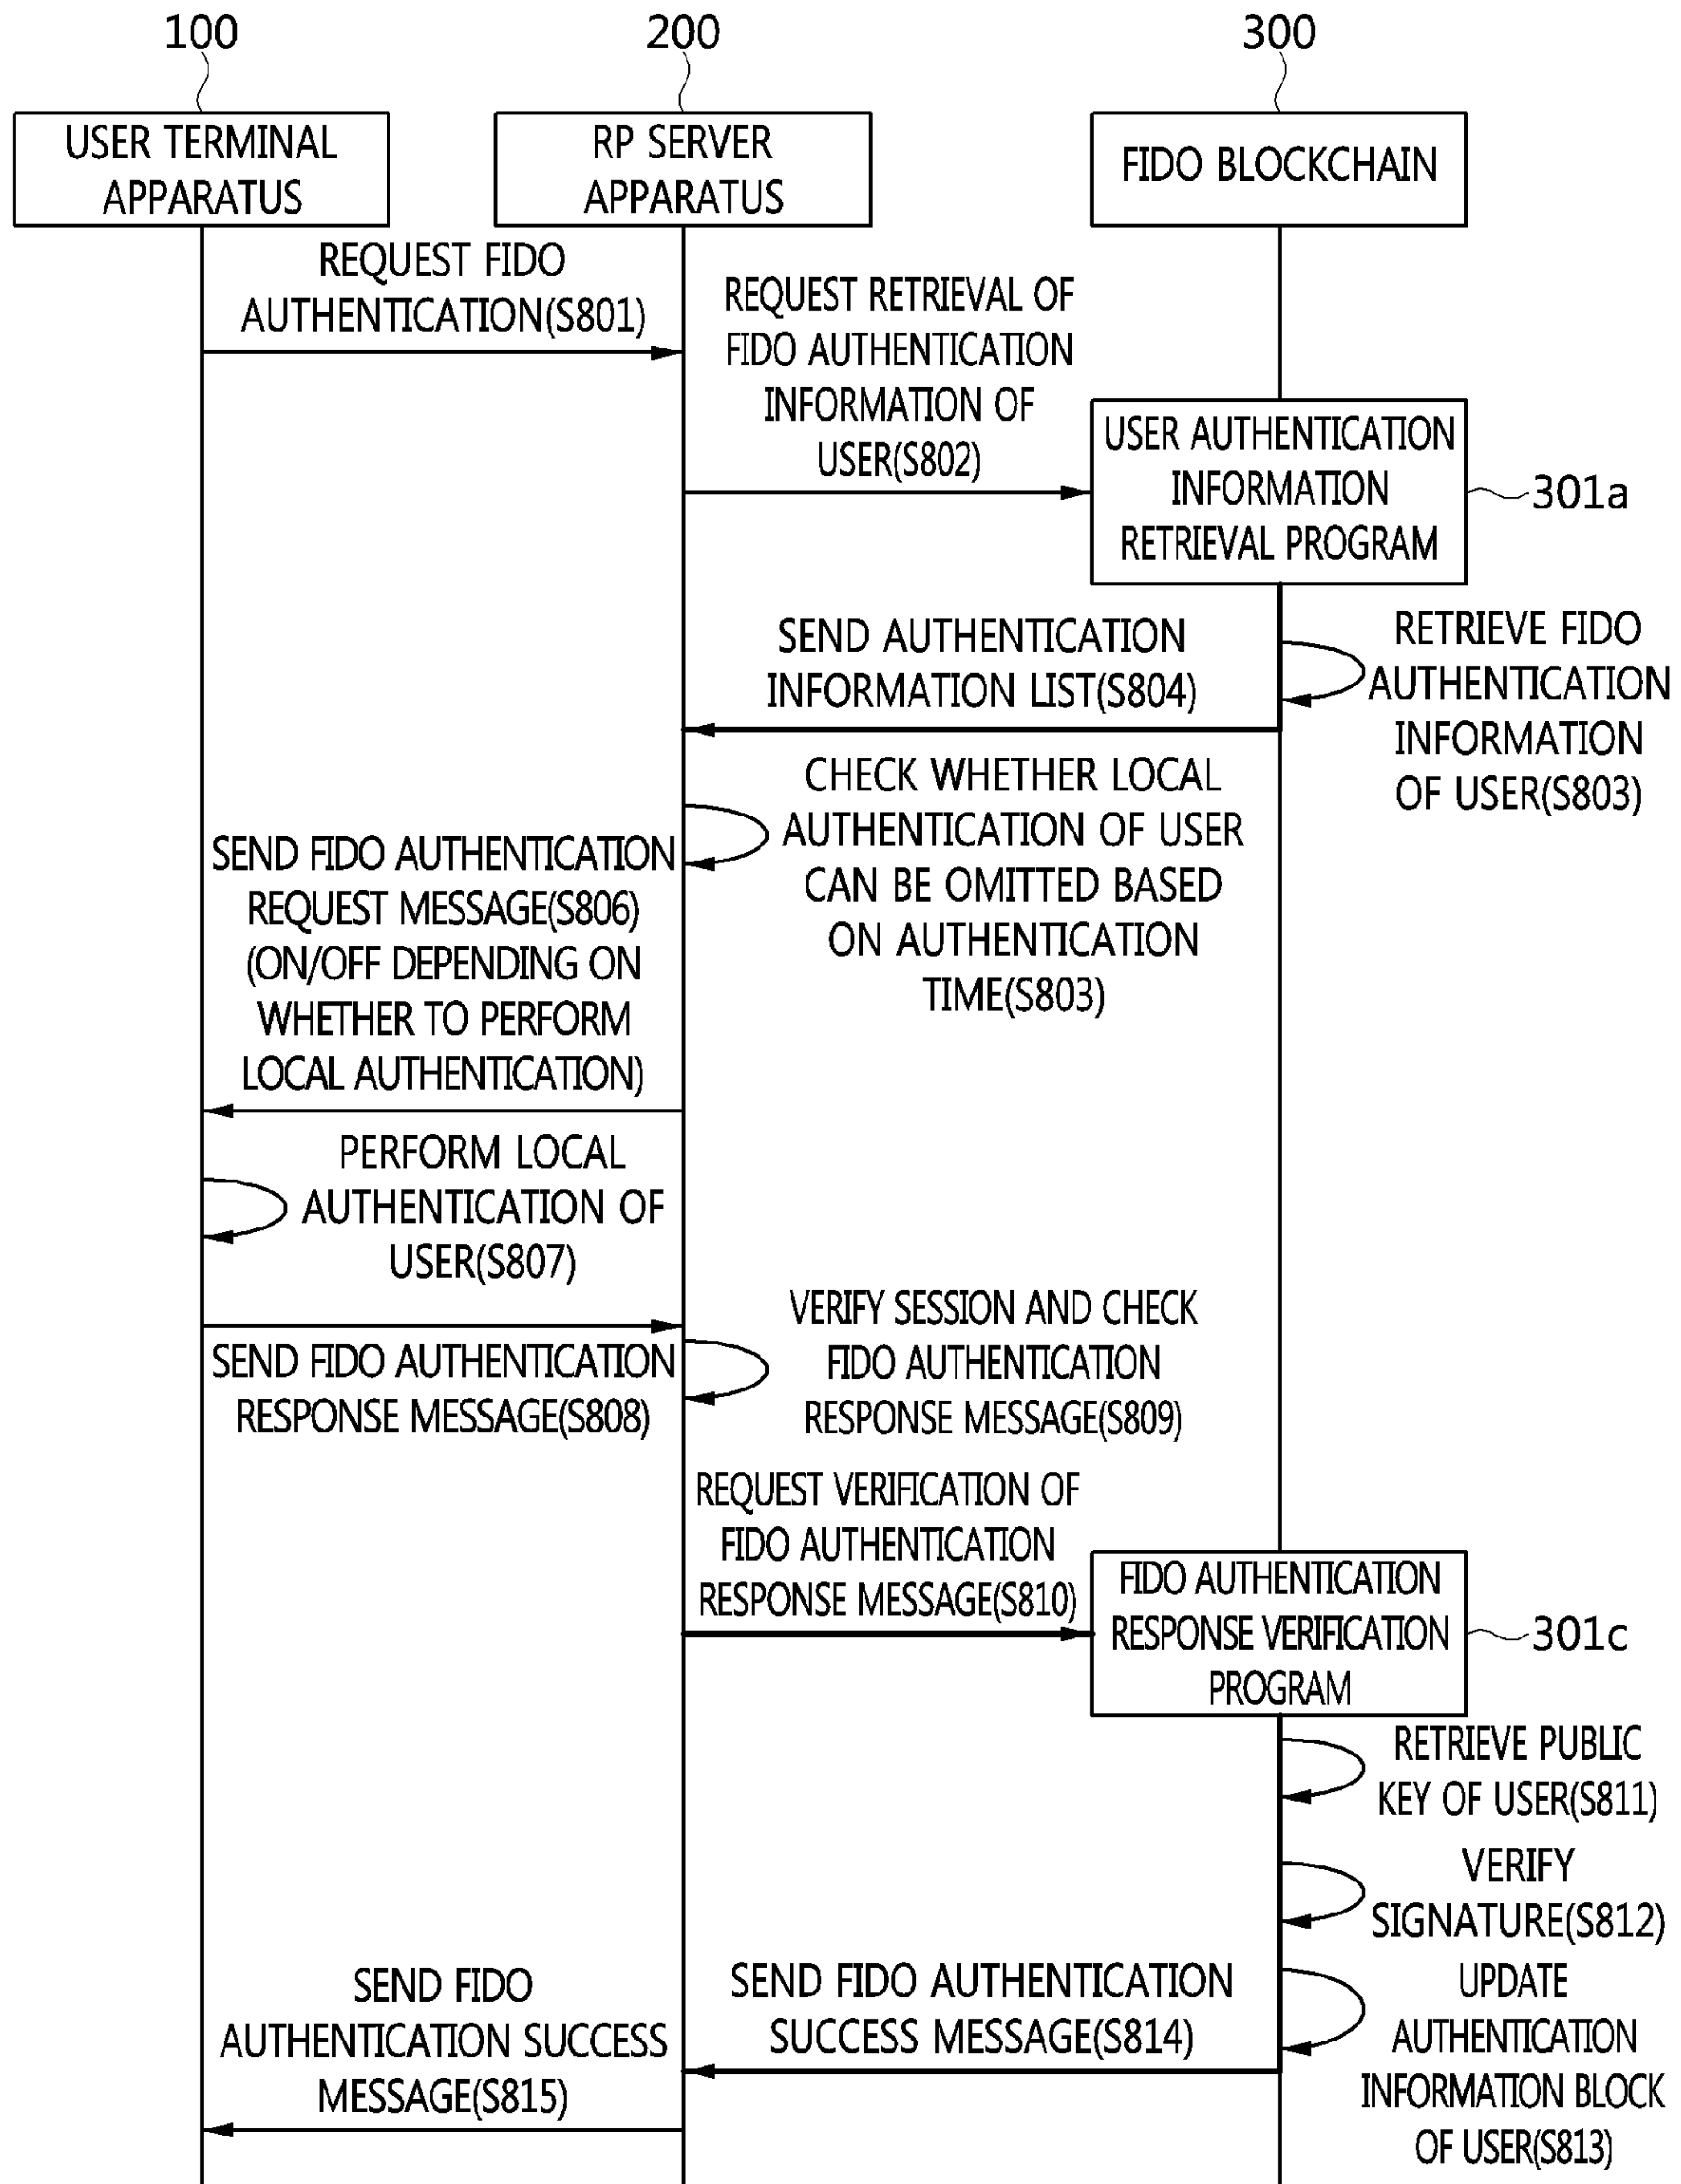 100
200
300
USER TERMINAL
APPARATUS
RP SERVER
APPARATUS
FIDO BLOCKCHAIN
REQUEST FIDO
AUTHENTICATION(S801)
REQUEST RETRIEVAL OF
FIDO AUTHENTICATION
INFORMATION OF
USER(S802)
USER AUTHENTICATION
INFORMATION
RETRIEVAL PROGRAM
301a
RETRIEVE FIDO
AUTHENTICATION
INFORMATION
OF USER(S803)
SEND AUTHENTICATION
INFORMATION LIST(S804)
CHECK WHETHER LOCAL
AUTHENTICATION OF USER
CAN BE OMITTED BASED
ON AUTHENTICATION
TIME(S803)
SEND FIDO AUTHENTICATION
REQUEST MESSAGE(S806)
(ON/OFF DEPENDING ON
WHETHER TO PERFORM
LOCAL AUTHENTICATION)
PERFORM LOCAL
AUTHENTICATION OF
USER(S807)
SEND FIDO AUTHENTICATION
RESPONSE MESSAGE(S808)
VERIFY SESSION AND CHECK
FIDO AUTHENTICATION
RESPONSE MESSAGE(S809)
REQUEST VERIFICATION OF
FIDO AUTHENTICATION
RESPONSE MESSAGE(S810)
FIDO AUTHENTICATION
RESPONSE VERIFICATION
PROGRAM
301c
RETRIEVE PUBLIC
KEY OF USER(S811)
VERIFY
SIGNATURE(S812)
UPDATE
AUTHENTICATION
INFORMATION BLOCK
OF USER(S813)
SEND FIDO AUTHENTICATION
SUCCESS MESSAGE(S814)
SEND FIDO
AUTHENTICATION SUCCESS
MESSAGE(S815)